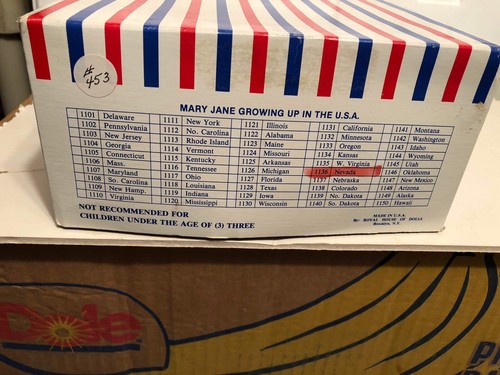 # 453
MARY JANE GROWING UP IN THE U.S.A.
1101 Delaware 1111 New York 1121 Illinois 1131 California 1141 Montana
1102 Pennsylvania 1112 No. Carolina 1122 Alabama 1132 Minnesota 1142 Washington
1103 New Jersey 1113 Rhode Island 1123 Maine 1133 Oregon 1143 Idaho
1104 Georgia 1114 Vermont 1124 Missouri 1134 Kansas 1144 Wyoming
1105 Connecticut 1115 Kentucky 1125 Arkansas 1135 W. Virginia 1145 Utah
1106 Mass. 1116 Tennessee 1126 Michigan 1136 Nevada 1146 Oklahoma
1107 Maryland 1117 Ohio 1127 Florida 1137 Nebraska 1147 New Mexico
1108 So. Carolina 1118 Louisiana 1128 Texas 1138 Colorado 1148 Arizona
1109 New Hamp. 1119 Indiana 1129 Iowa 1139 No. Dakota 1149 Alaska
1110 Virginia 1120 Mississippi 1130 Wisconsin 1140 So. Dakota 1150 Hawaii
NOT RECOMMENDED FOR
CHILDREN UNDER THE AGE OF (3) THREE
MADE IN U.S.A.
By ROYAL HOUSE OF DOLLS
Dole